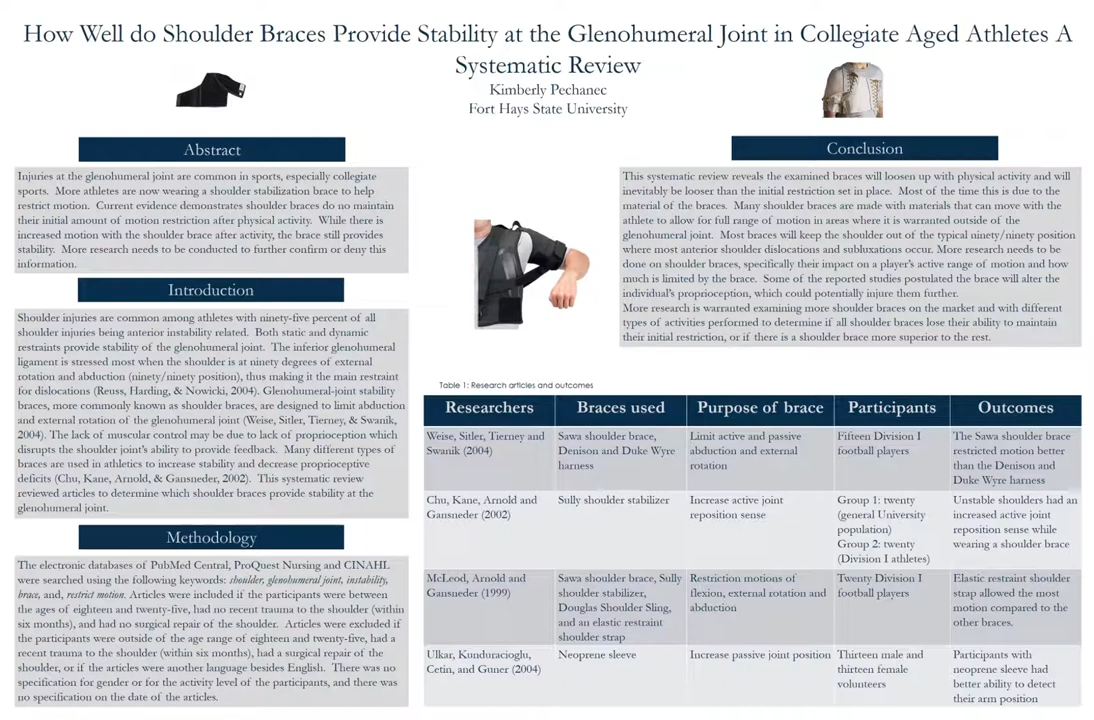 How Well do Shoulder Braces Provide Stability at the Glenohumeral Joint in Collegiate Aged Athletes A
Systematic Review
Kimberly Pechanec
Fort Hays State University
Abstract
Injuries at the glenohumeral joint are common in sports, especially collegiate
sports. More athletes are now wearing a shoulder stabilization brace to help
restrict motion. Current evidence demonstrates shoulder braces do no maintain
their initial amount of motion restriction after physical activity. While there is
increased motion with the shoulder brace after activity, the brace still provides
stability. More research needs to be conducted to further confirm or deny this
information.
Introduction
Shoulder injuries are common among athletes with ninety-five percent of all
shoulder injuries being anterior instability related. Both static and dynamic
restraints provide stability of the glenohumeral joint. The inferior glenohumeral
ligament is stressed most when the shoulder is at ninety degrees of external
rotation and abduction (ninety/ninety position), thus making it the main restraint
for dislocations (Reuss, Harding, & Nowicki, 2004). Glenohumeral-joint stability
braces, more commonly known as shoulder braces, are designed to limit abduction
and external rotation of the glenohumeral joint (Weise, Sitler, Tierney, & Swanik,
2004). The lack of muscular control may be due to lack of proprioception which
disrupts the shoulder joint's ability to provide feedback. Many different types of
braces are used in athletics to increase stability and decrease proprioceptive
deficits (Chu, Kane, Arnold, & Gansneder, 2002). This systematic review
reviewed articles to determine which shoulder braces provide stability at the
glenohumeral joint.
Methodology
The electronic databases of PubMed Central, ProQuest Nursing and CINAHL
were searched using the following keywords: shoulder, glenohumeral joint, instability,
brace, and, restrict motion. Articles were included if the participants were between
the ages of eighteen and twenty-five, had no recent trauma to the shoulder (within
six months), and had no surgical repair of the shoulder. Articles were excluded if
the participants were outside of the age range of eighteen and twenty-five, had a
recent trauma to the shoulder (within six months), had a surgical repair of the
shoulder, or if the articles were another language besides English. There was no
specification for gender or for the activity level of the participants, and there was
no specification on the date of the articles.
Conclusion
This systematic review reveals the examined braces will loosen up with physical activity and will
inevitably be looser than the initial restriction set in place. Most of the time this is due to the
material of the braces. Many shoulder braces are made with materials that can move with the
athlete to allow for full range of motion in areas where it is warranted outside of the
glenohumeral joint. Most braces will keep the shoulder out of the typical ninety/ninety position
where most anterior shoulder dislocations and subluxations occur. More research needs to be
done on shoulder braces, specifically their impact on a player's active range of motion and how
much is limited by the brace. Some of the reported studies postulated the brace will alter the
individual's proprioception, which could potentially injure them further.
More research is warranted examining more shoulder braces on the market and with different
types of activities performed to determine if all shoulder braces lose their ability to maintain
their initial restriction, or if there is a shoulder brace more superior to the rest.
Table 1: Research articles and outcomes
Researchers Braces used Purpose of brace Participants Outcomes
Weise, Sitler, Tierney and Sawa shoulder brace, Limit active and passive Fifteen Division I The Sawa shoulder brace
Swanik (2004) Denison and Duke Wyre abduction and external football players restricted motion better
harness rotation than the Denison and
Duke Wyre harness
Chu, Kane, Arnold and Sully shoulder stabilizer Increase active joint Group 1: twenty Unstable shoulders had an
Gansneder (2002) reposition sense (general University increased active joint
population) reposition sense while
Group 2: twenty wearing a shoulder brace
(Division I athletes)
McLeod, Arnold and Sawa shoulder brace, Sully Restriction motions of Twenty Division I Elastic restraint shoulder
Gansneder (1999) shoulder stabilizer, flexion, external rotation and football players strap allowed the most
Douglas Shoulder Sling, abduction motion compared to the
and an elastic restraint other braces.
shoulder strap
Ulkar, Kunduracioglu, Neoprene sleeve Increase passive joint position Thirteen male and Participants with
Cetin, and Guner (2004) thirteen female neoprene sleeve had
volunteers better ability to detect
their arm position